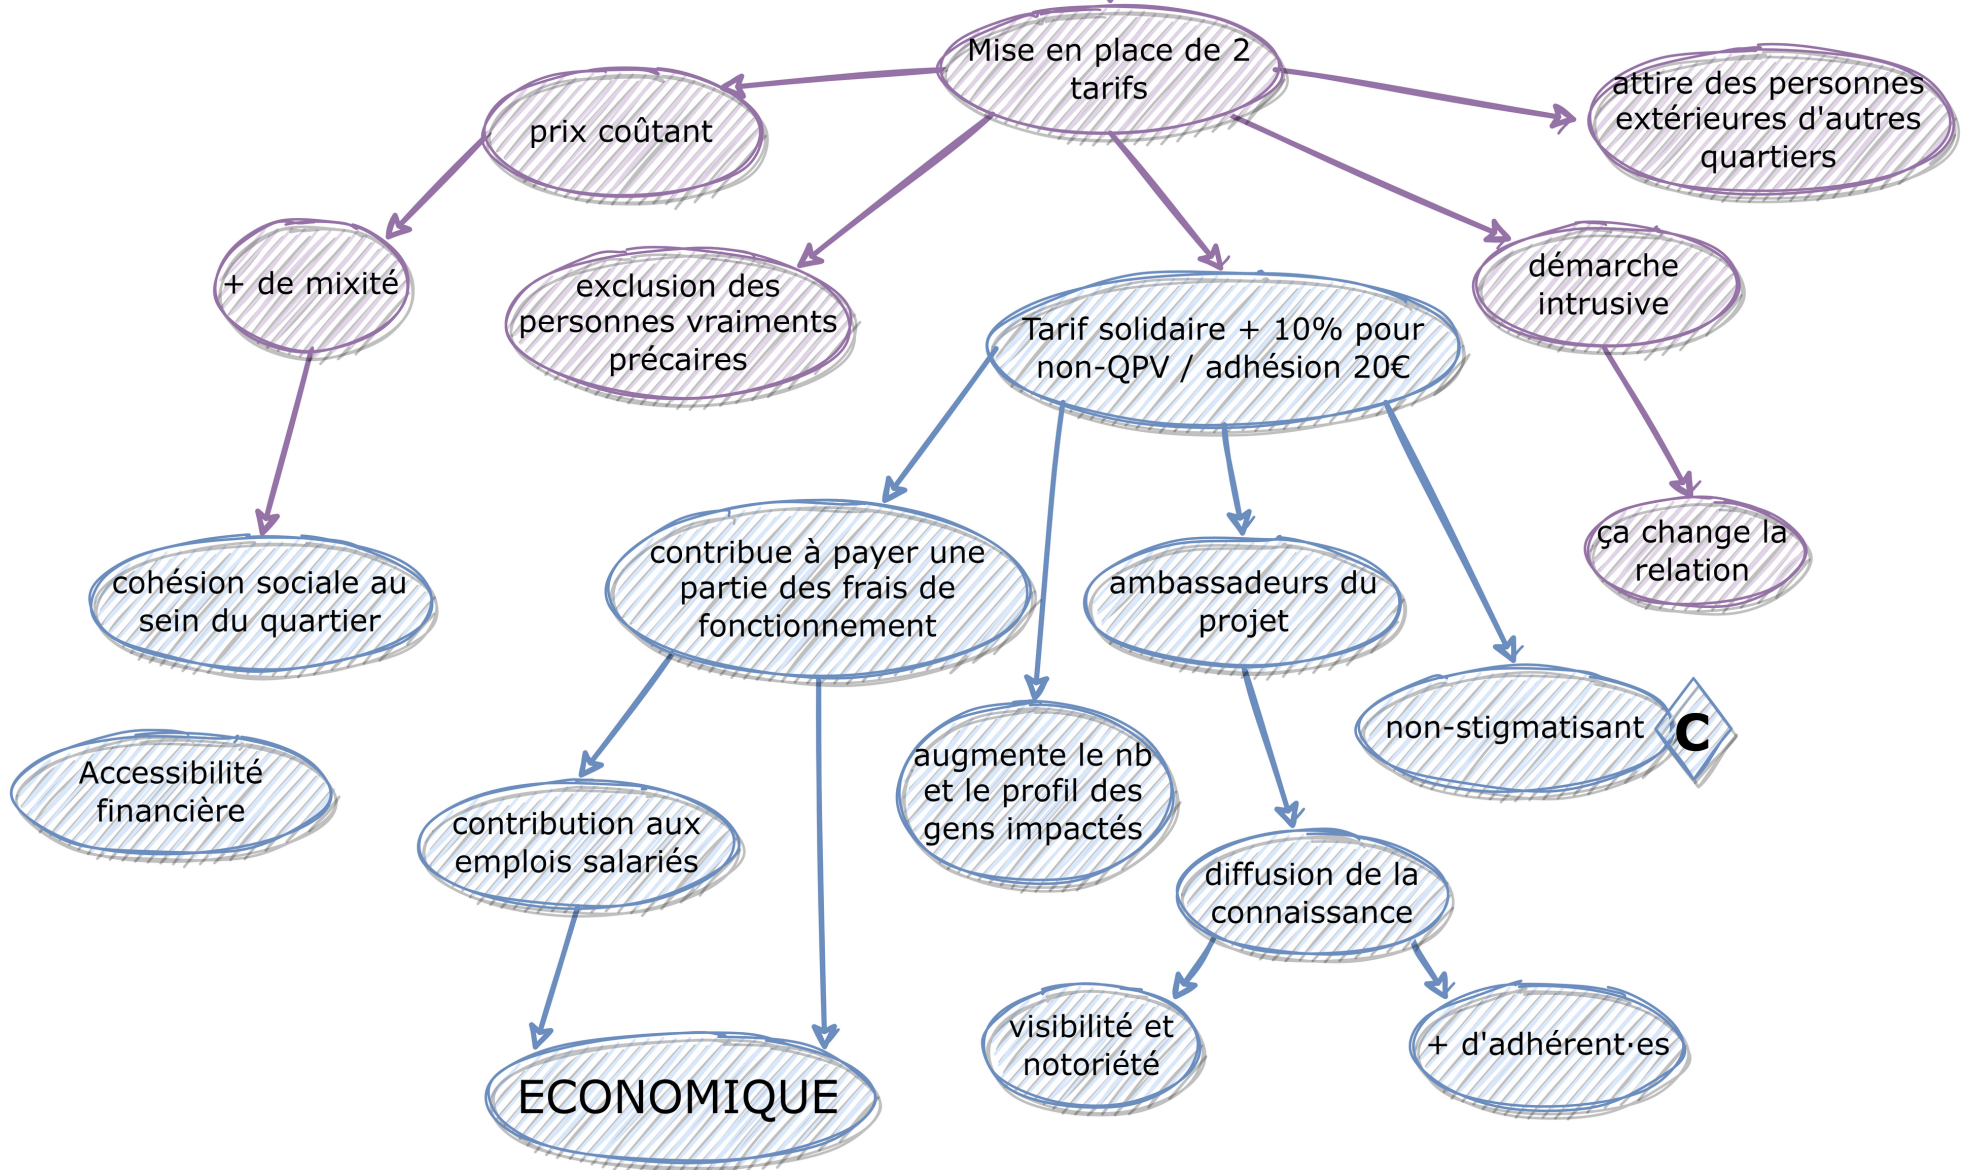 Mise en place de 2
tarifs
attire des personnes
extérieures d'autres
quartiers
prix coûtant
+ de mixité
exclusion des
personnes vraiments
précaires
Tarif solidaire + 10% pour
non-QPV / adhésion 20€
démarche
intrusive
cohésion sociale au
sein du quartier
contribue à payer une
partie des frais de
fonctionnement
ambassadeurs du
projet
ça change la
relation
non-stigmatisant
C
Accessibilité
financière
contribution aux
emplois salariés
augmente le nb
et le profil des
gens impactés
diffusion de la
connaissance
ECONOMIQUE
visibilité et
notoriété
+ d'adhérent·es